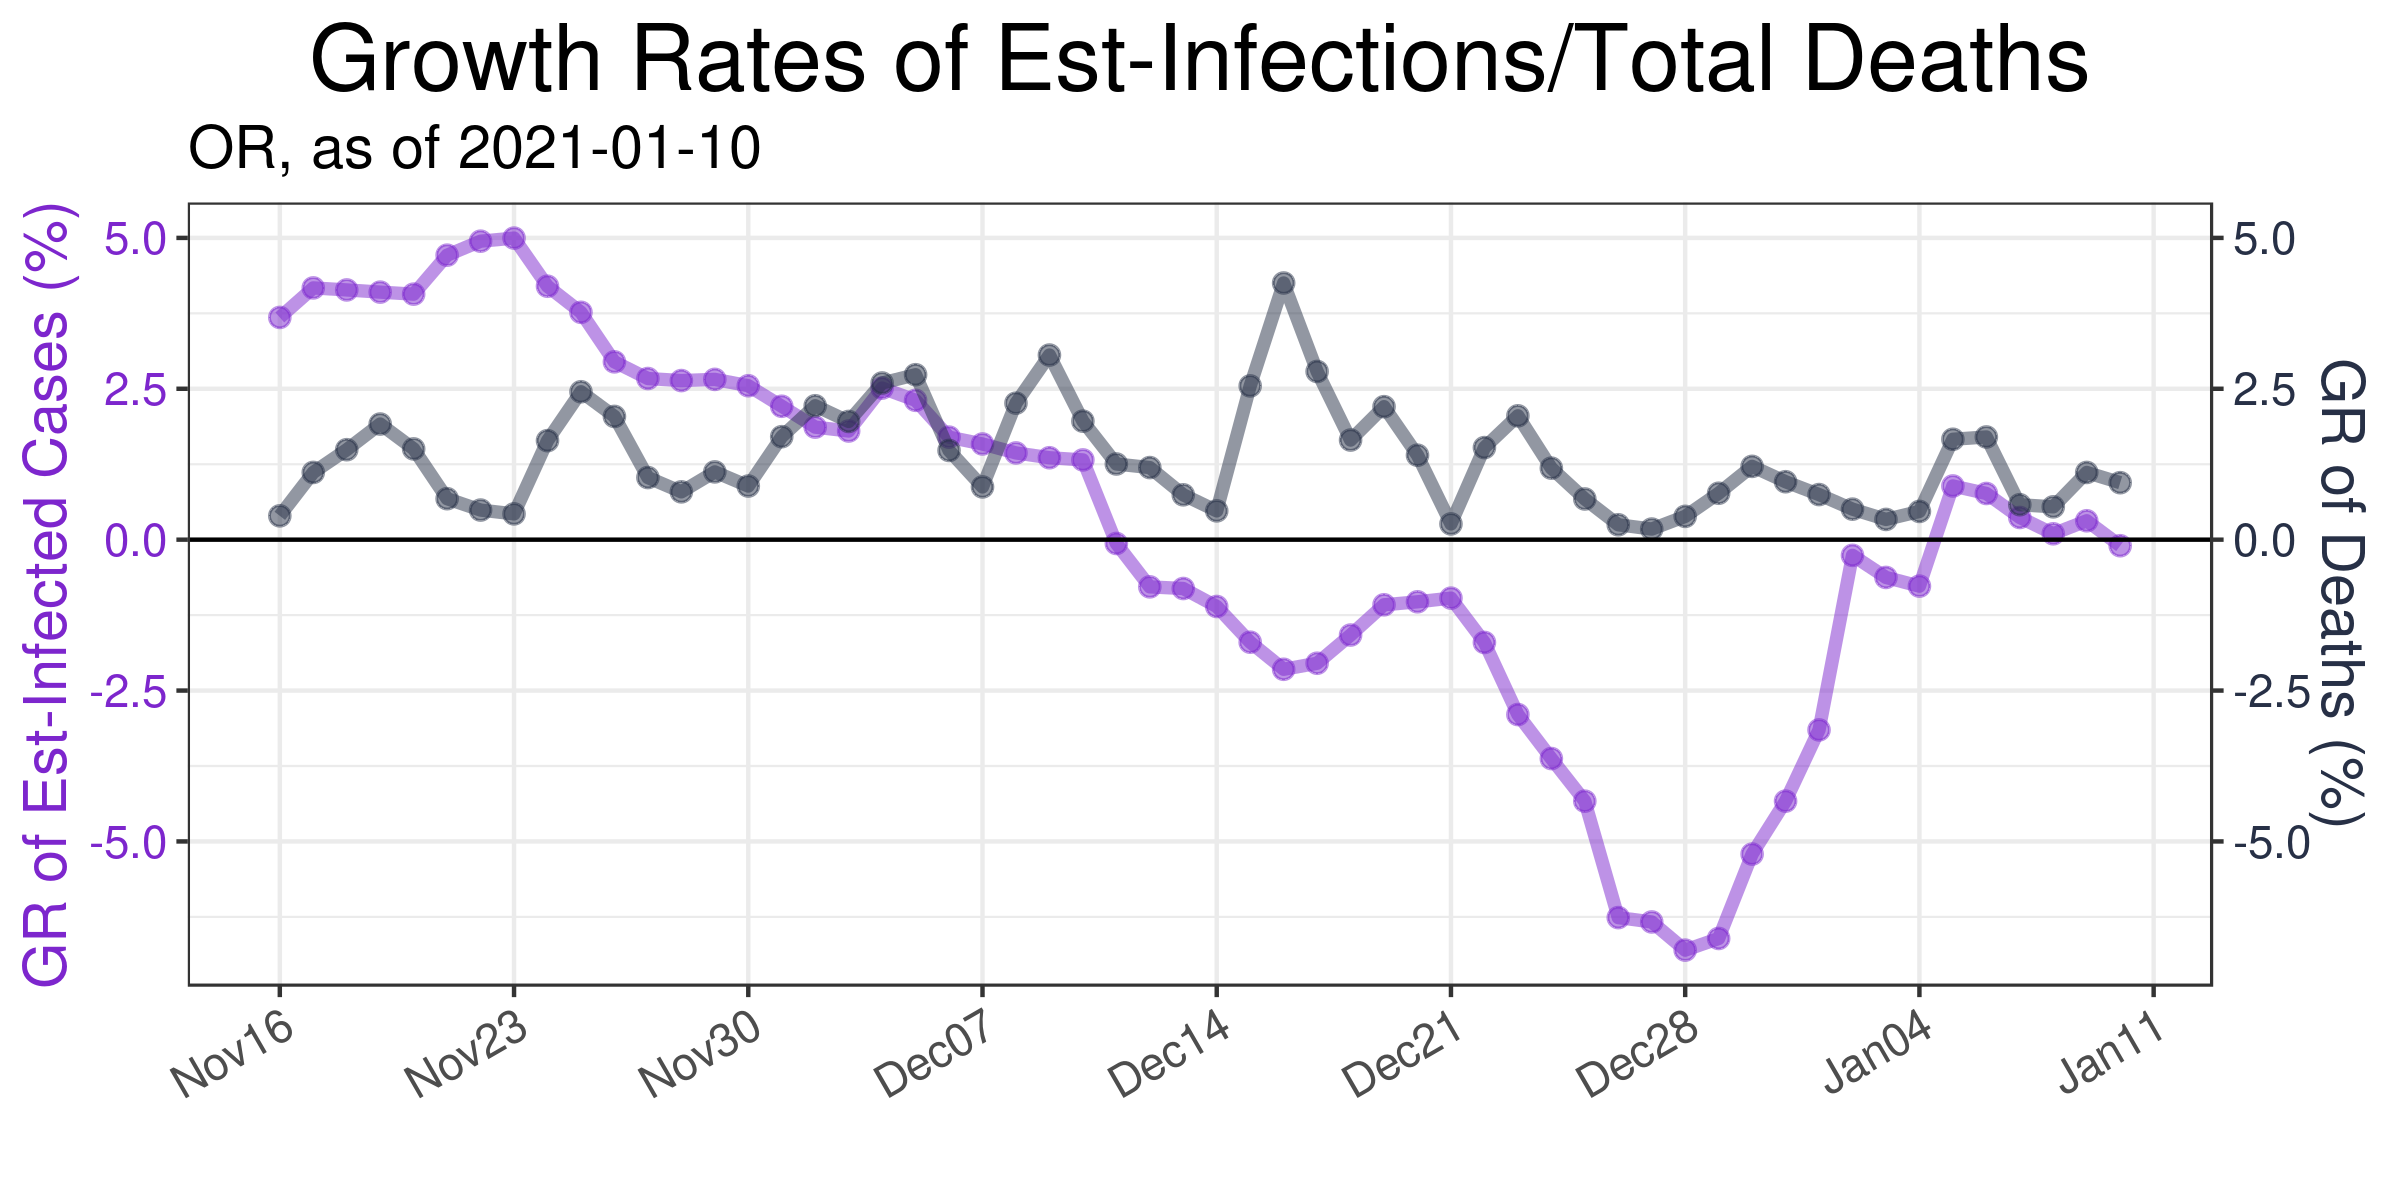 Growth Rates of Est-Infections/Total Deaths
OR, as of 2021-01-10
GR of Est-Infected Cases (%)
5.0
2.5
0.0
-2.5
-5.0
5.0
2.5
0.0
-2.5
-5.0
GR of Deaths (%)
Nov16
Nov23
Nov30
Dec07
Dec14
Dec21
Dec28
Jan04
Jan11